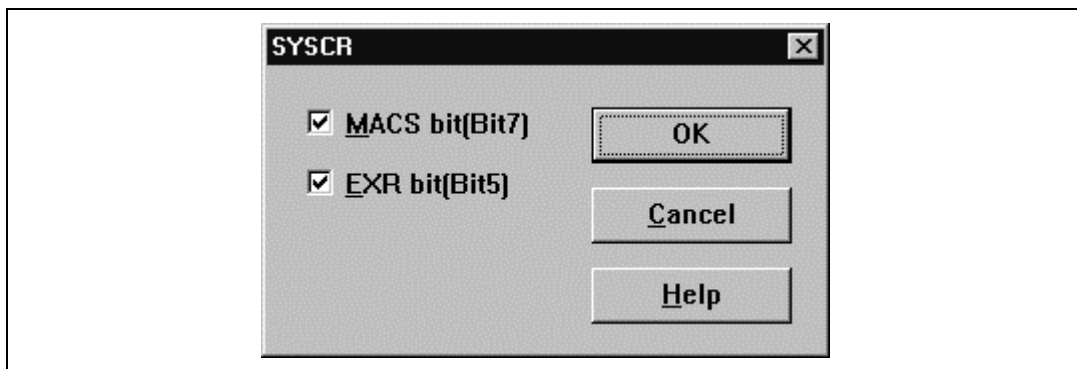 SYSCR
MACS bit(Bit7)
EXR bit(Bit5)
OK
Cancel
Help